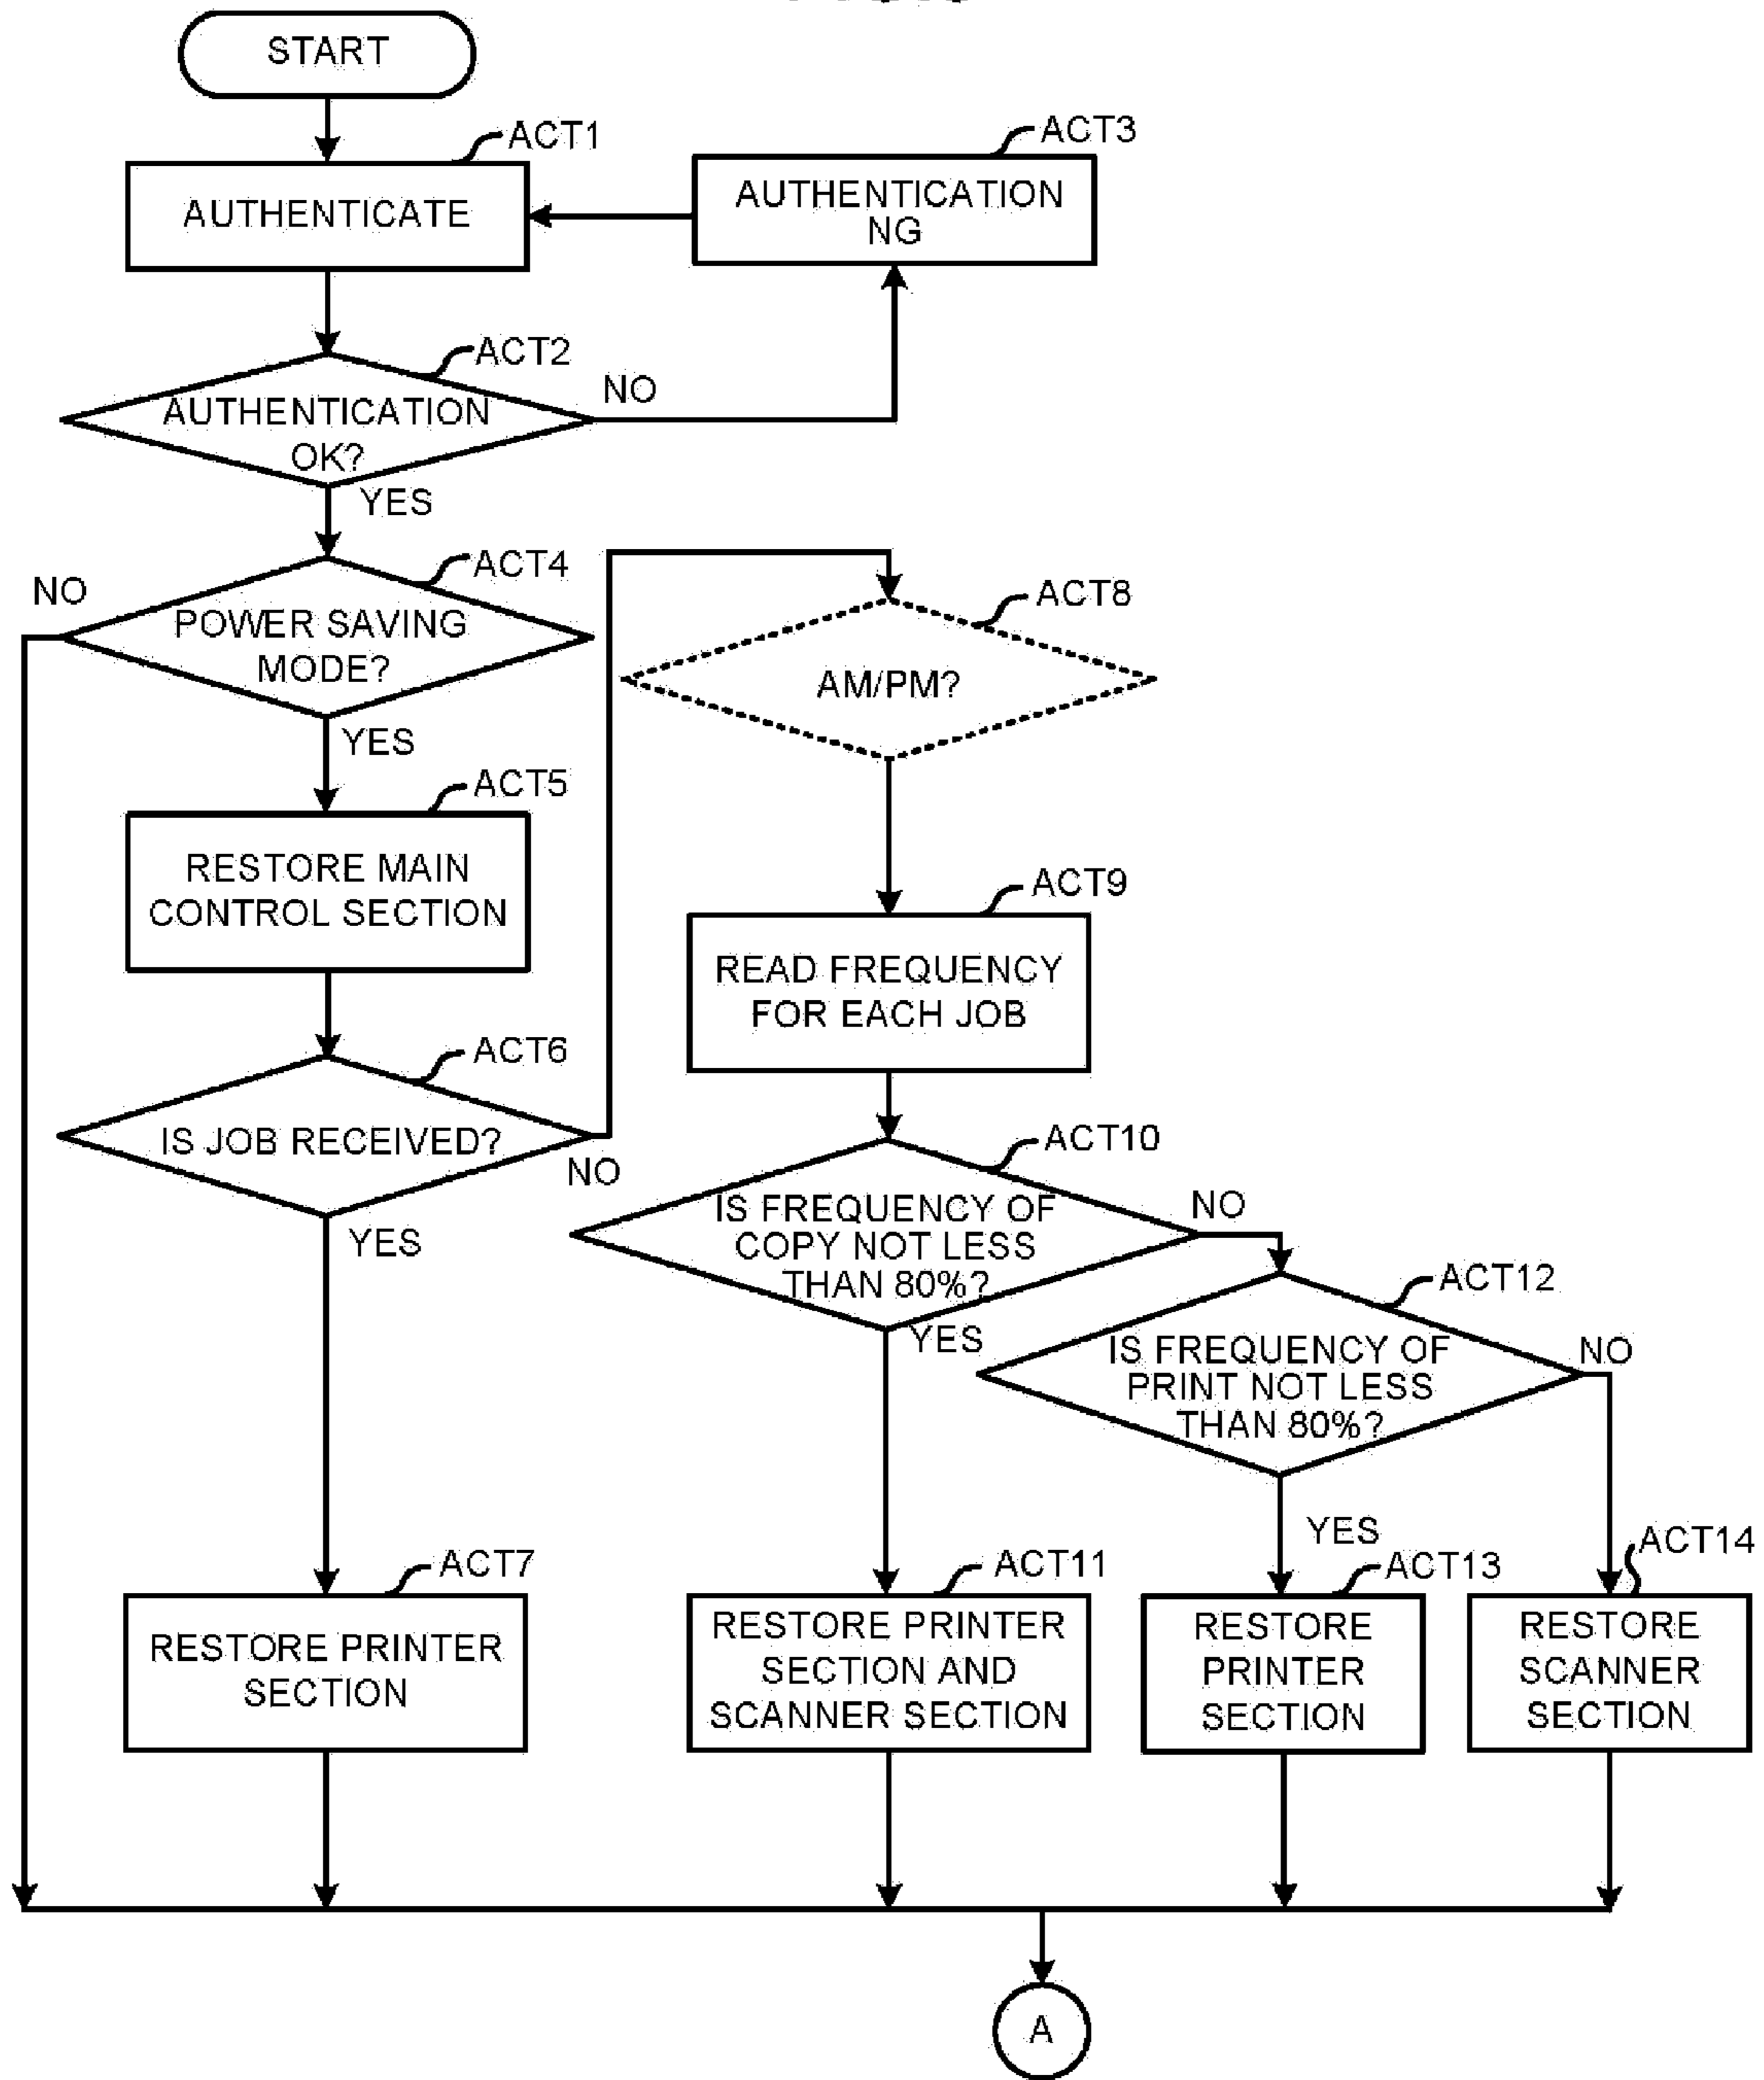 START
ACT1
AUTHENTICATE
ACT3
AUTHENTICATION
NG
ACT2
AUTHENTICATION
OK?
NO
YES
ACT4
NO
POWER SAVING
MODE?
YES
ACT5
RESTORE MAIN
CONTROL SECTION
ACT6
IS JOB RECEIVED?
NO
YES
ACT7
RESTORE PRINTER
SECTION
ACT8
AM/PM?
ACT9
READ FREQUENCY
FOR EACH JOB
ACT10
IS FREQUENCY OF
COPY NOT LESS
THAN 80%?
NO
YES
ACT11
RESTORE PRINTER
SECTION AND
SCANNER SECTION
ACT12
IS FREQUENCY OF
PRINT NOT LESS
THAN 80%?
NO
YES
ACT13
RESTORE
PRINTER
SECTION
ACT14
RESTORE
SCANNER
SECTION
A